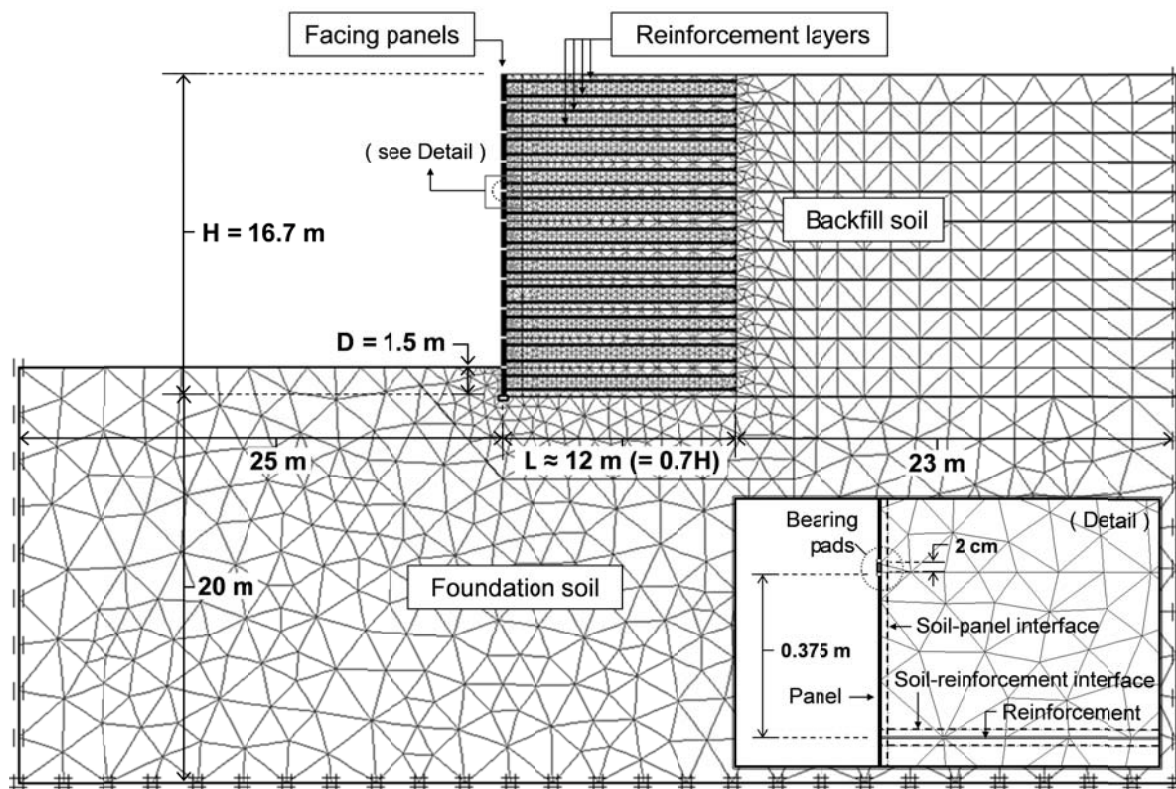 Facing panels
Reinforcement layers
( see Detail )
H = 16.7 m
Backfill soil
D = 1.5 m
25 m
L ≈ 12 m (= 0.7H)
23 m
20 m
Foundation soil
( Detail )
Bearing
pads
2 cm
Soil-panel interface
0.375 m
Soil-reinforcement interface
Panel
Reinforcement